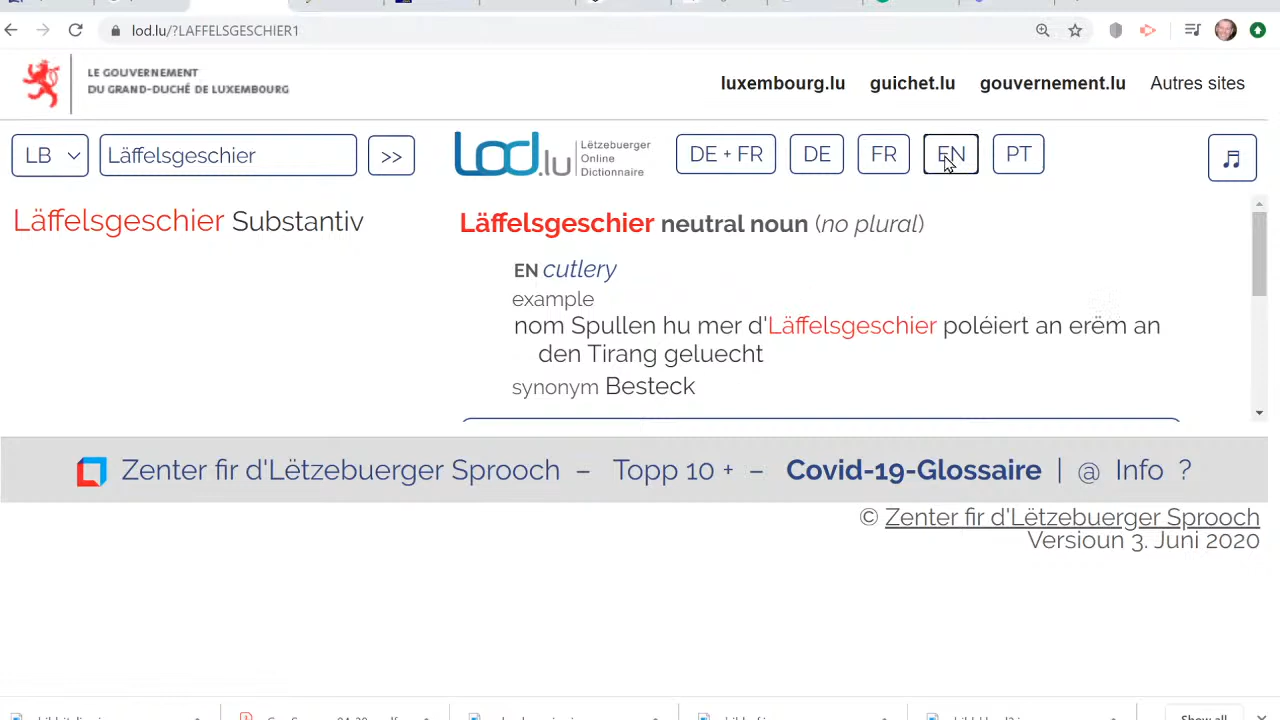 lod.lu/?LAFFELSGESCHIER1
LE GOUVERNEMENT
DU GRAND-DUCHÉ DE LUXEMBOURG
luxembourg.lu guichet.lu gouvernement.lu Autres sites
LB Läffelsgeschier >>
Lod.lu
Lëtzebuerger
Online
Dictionnaire
DE + FR DE FR EN PT
Läffelsgeschier Substantiv
Läffelsgeschier neutral noun (no plural)
EN cutlery
example
nom Spullen hu mer d'Läffelsgeschier poléiert an erëm an
den Tirang geluecht
synonym Besteck
Zenter fir d'Lëtzebuerger Sprooch – Topp 10 + – Covid-19-Glossaire | @ Info ?
© Zenter fir d'Lëtzebuerger Sprooch
Versioun 3. Juni 2020
Show all